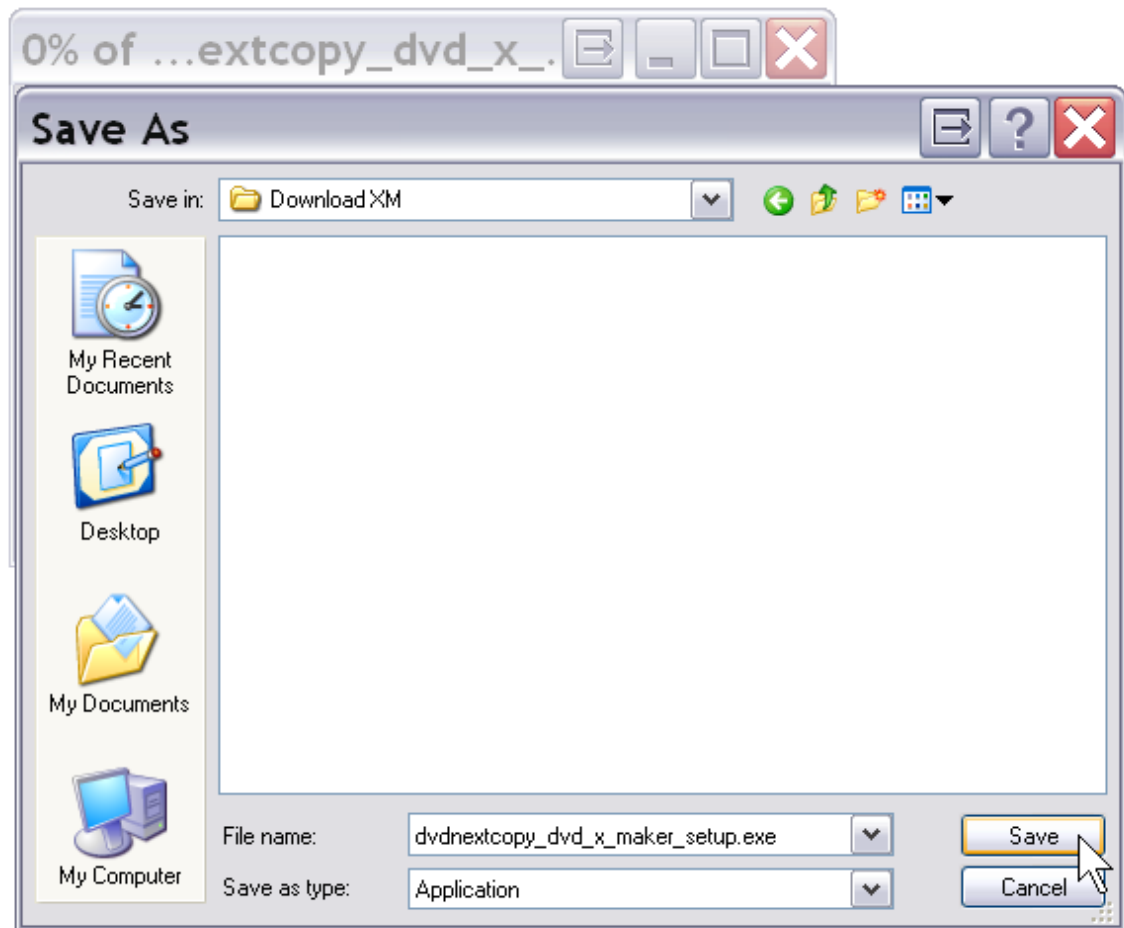 0% of ...extcopy_dvd_x_.
Save As
Save in: Download XM
My Recent
Documents
Desktop
My Documents
My Computer
File name: dvdnextcopy_dvd_x_maker_setup.exe Save
Save as type: Application Cancel